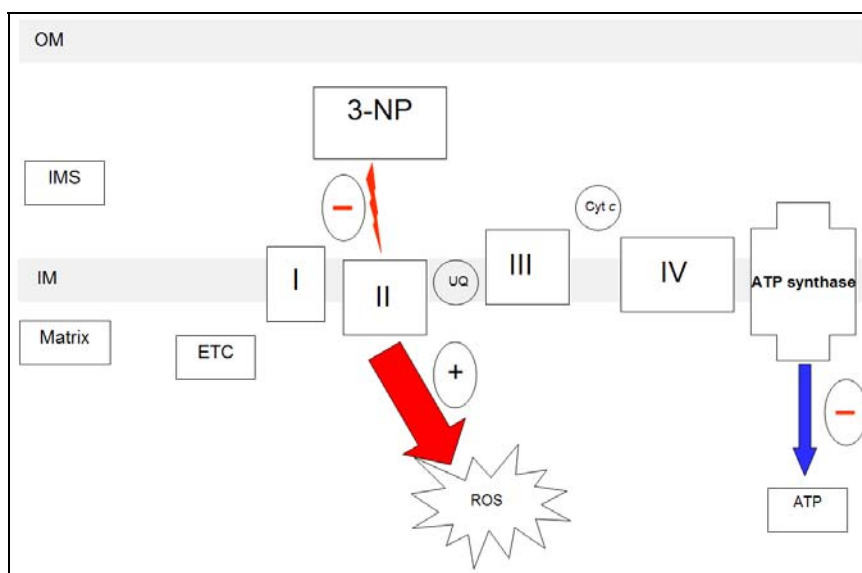 OM
3-NP
IMS
−
Cyt c
I
II
UQ
III
IV
ATP synthase
IM
Matrix
ETC
+
−
ROS
ATP